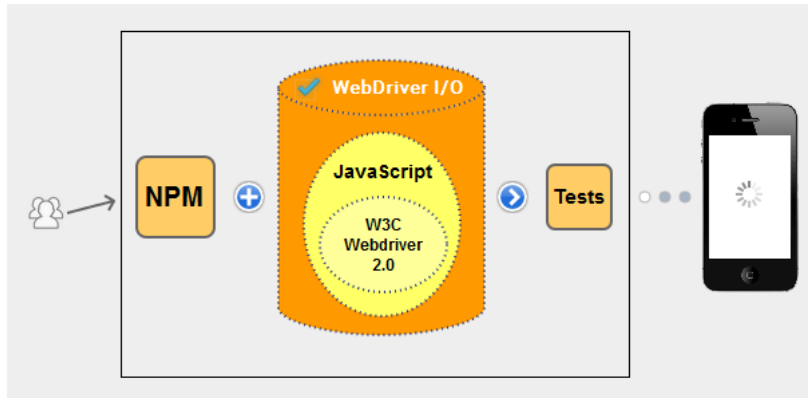 WebDriver I/O
JavaScript
NPM
W3C
Webdriver
2.0
Tests